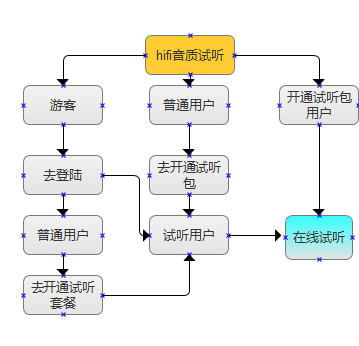 hifi音质试听
游客
普通用户
开通试听包
用户
去登陆
去开通试听
包
普通用户
试听用户
在线试听
去开通试听
套餐